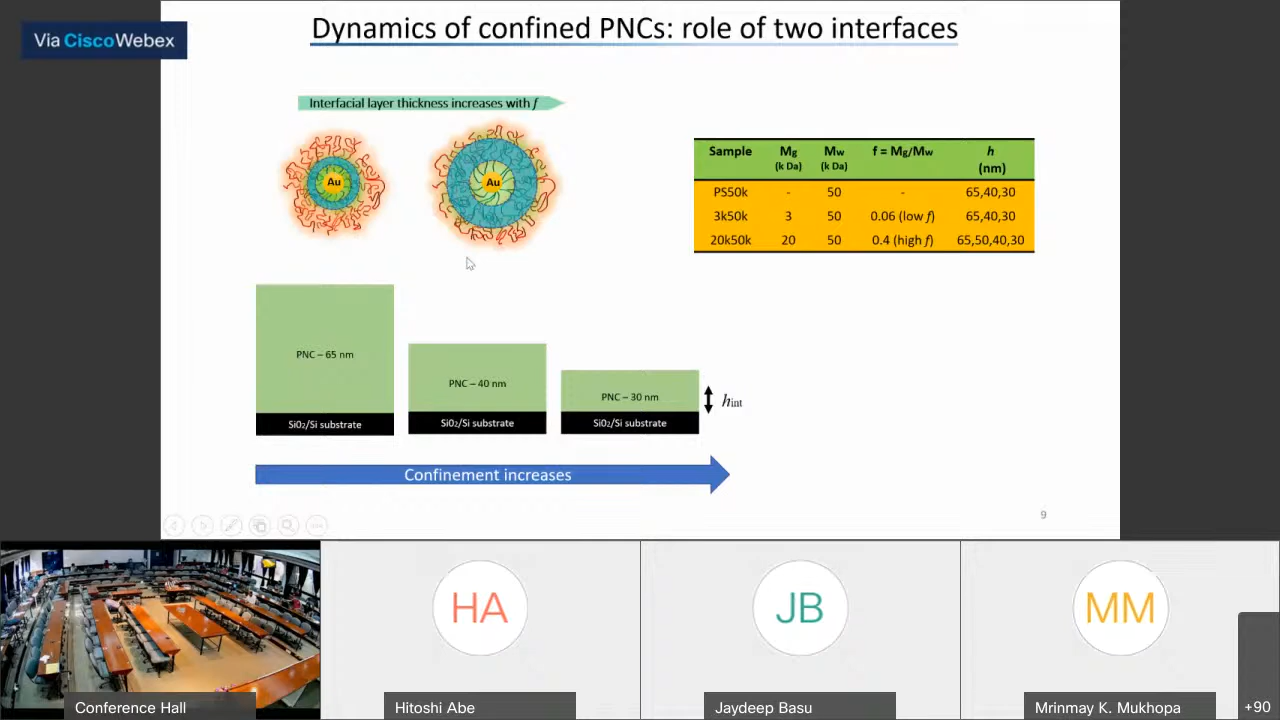 Via CiscoWebex
Dynamics of confined PNCs: role of two interfaces
Interfacial layer thickness increases with f
Au
Au
Sample Mg (k Da) Mw (k Da) f = Mg/Mw h (nm)
PS50k - 50 - 65,40,30
3k50k 3 50 0.06 (low f) 65,40,30
20k50k 20 50 0.4 (high f) 65,50,40,30
PNC – 65 nm
SiO2/Si substrate
PNC – 40 nm
SiO2/Si substrate
PNC – 30 nm
SiO2/Si substrate
hint
Confinement increases
9
HA
JB
MM
Conference Hall
Hitoshi Abe
Jaydeep Basu
Mrinmay K. Mukhopa
+90